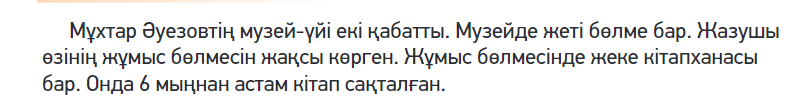 Мұхтар Әуезовтің музей-үйі екі қабатты. Музейде жеті бөлме бар. Жазушы
өзінің жұмыс бөлмесін жақсы көрген. Жұмыс бөлмесінде жеке кітапханасы
бар. Онда 6 мыңнан астам кітап сақталған.